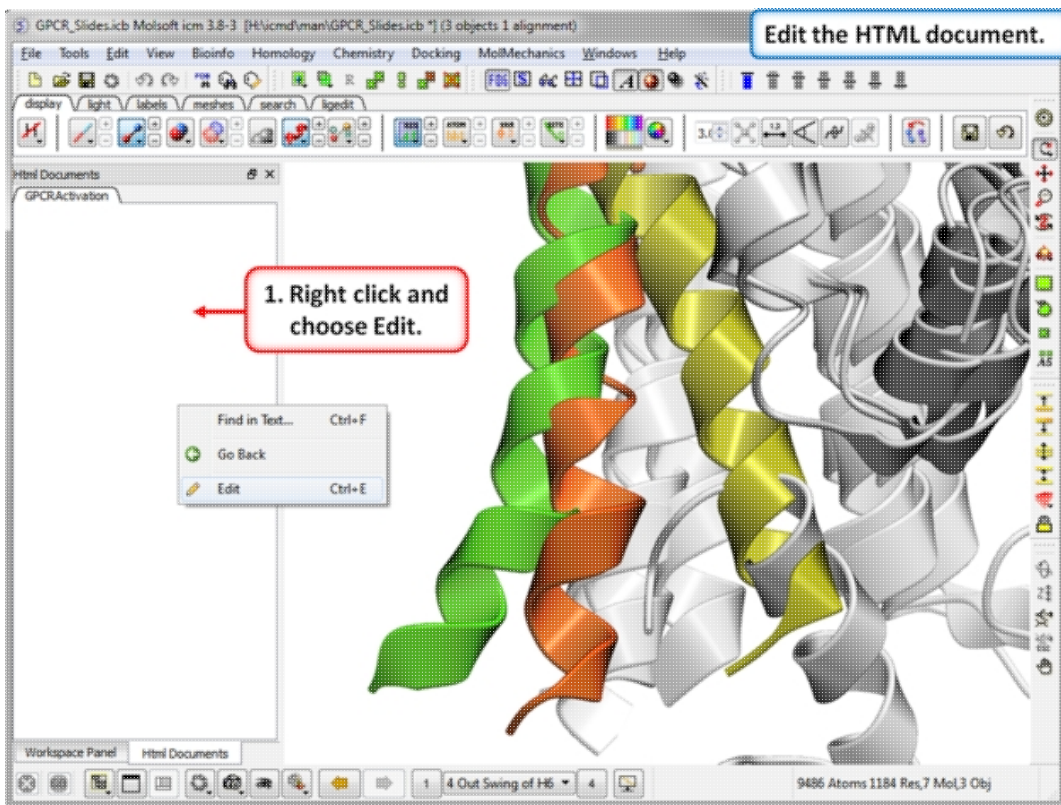 GPCR_Slides.icb Molsoft icm 3.8-3 [H:\icmd\man\GPCR_Slides.icb *] (3 objects 1 alignment)
Edit the HTML document.
File Tools Edit View Bioinfo Homology Chemistry Docking MolMechanics Windows Help
display light labels meshes search ligedit
Html Documents
GPCRActivation
1. Right click and
choose Edit.
Find in Text... Ctrl+F
Go Back
Edit Ctrl+E
Workspace Panel Html Documents
1 4 Out Swing of H6 4
9486 Atoms 1184 Res,7 Mol,3 Obj